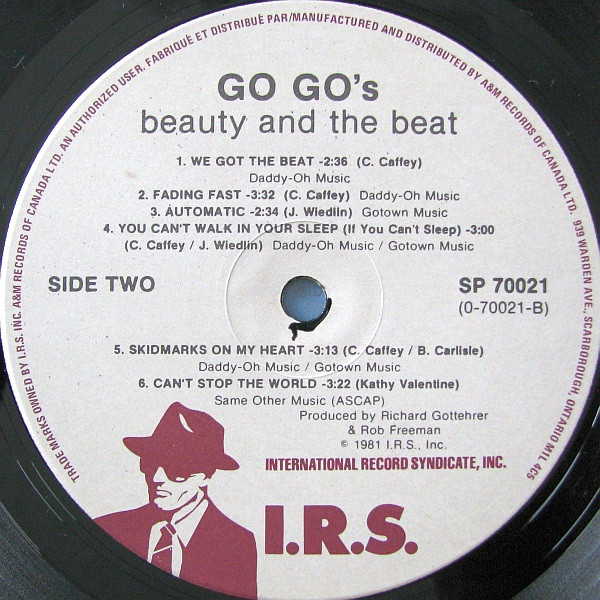 TRADE MARKS OWNED BY I.R.S. INC. A&M RECORDS OF CANADA LTD. AN AUTHORIZED USER. FABRIQUÉ ET DISTRIBUÉ PAR/MANUFACTURED AND DISTRIBUTED BY A&M RECORDS OF CANADA LTD. 939 WARDEN AVE., SCARBOROUGH, ONTARIO M1L 4C5
GO GO's
beauty and the beat
1. WE GOT THE BEAT -2:36 (C. Caffey)
Daddy-Oh Music
2. FADING FAST -3:32 (C. Caffey) Daddy-Oh Music
3. AUTOMATIC -2:34 (J. Wiedlin) Gotown Music
4. YOU CAN'T WALK IN YOUR SLEEP (If You Can't Sleep) -3:00
(C. Caffey / J. Wiedlin) Daddy-Oh Music / Gotown Music
SIDE TWO
SP 70021
(0-70021-B)
5. SKIDMARKS ON MY HEART -3:13 (C. Caffey / B. Carlisle)
Daddy-Oh Music / Gotown Music
6. CAN'T STOP THE WORLD -3:22 (Kathy Valentine)
Same Other Music (ASCAP)
Produced by Richard Gottehrer
& Rob Freeman
© 1981 I.R.S., Inc.
INTERNATIONAL RECORD SYNDICATE, INC.
I.R.S.